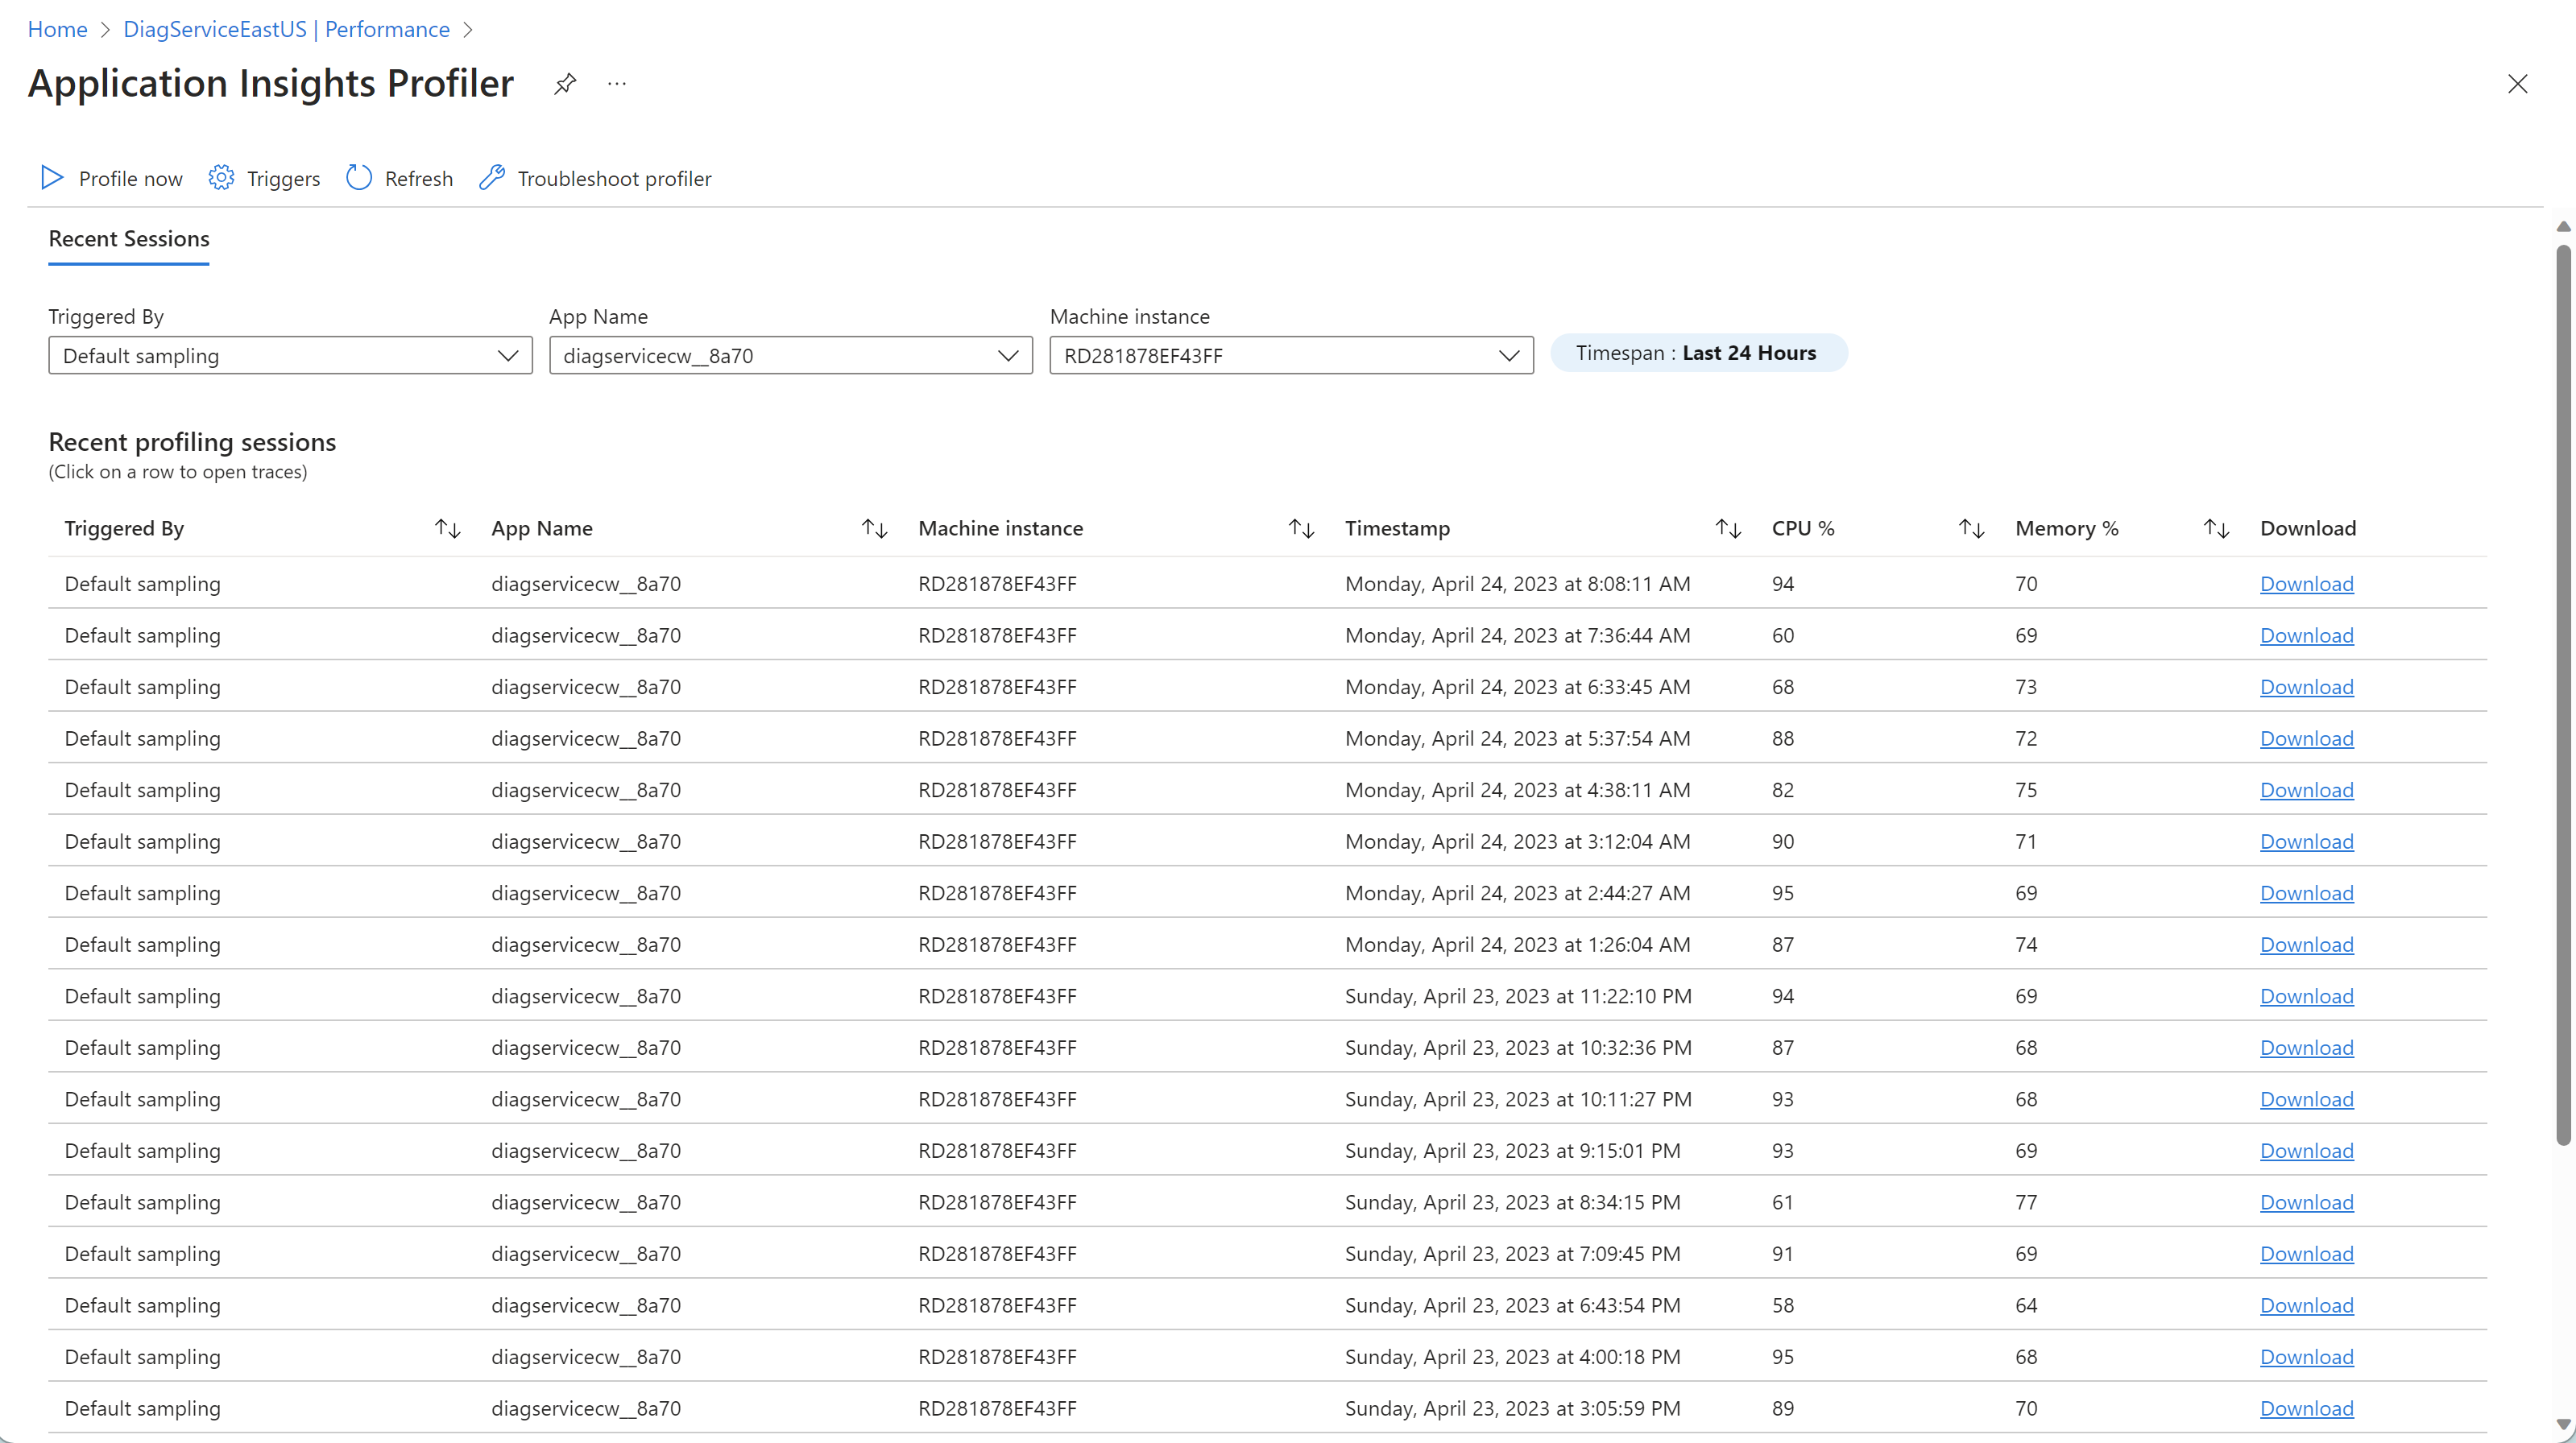 Home > DiagServiceEastUS | Performance >
Application Insights Profiler
Profile now Triggers Refresh Troubleshoot profiler
Recent Sessions
Triggered By App Name Machine instance
Default sampling diagservicecw__8a70 RD281878EF43FF Timespan : Last 24 Hours
Recent profiling sessions
(Click on a row to open traces)
Triggered By App Name Machine instance Timestamp CPU % Memory % Download
Default sampling diagservicecw__8a70 RD281878EF43FF Monday, April 24, 2023 at 8:08:11 AM 94 70 Download
Default sampling diagservicecw__8a70 RD281878EF43FF Monday, April 24, 2023 at 7:36:44 AM 60 69 Download
Default sampling diagservicecw__8a70 RD281878EF43FF Monday, April 24, 2023 at 6:33:45 AM 68 73 Download
Default sampling diagservicecw__8a70 RD281878EF43FF Monday, April 24, 2023 at 5:37:54 AM 88 72 Download
Default sampling diagservicecw__8a70 RD281878EF43FF Monday, April 24, 2023 at 4:38:11 AM 82 75 Download
Default sampling diagservicecw__8a70 RD281878EF43FF Monday, April 24, 2023 at 3:12:04 AM 90 71 Download
Default sampling diagservicecw__8a70 RD281878EF43FF Monday, April 24, 2023 at 2:44:27 AM 95 69 Download
Default sampling diagservicecw__8a70 RD281878EF43FF Monday, April 24, 2023 at 1:26:04 AM 87 74 Download
Default sampling diagservicecw__8a70 RD281878EF43FF Sunday, April 23, 2023 at 11:22:10 PM 94 69 Download
Default sampling diagservicecw__8a70 RD281878EF43FF Sunday, April 23, 2023 at 10:32:36 PM 87 68 Download
Default sampling diagservicecw__8a70 RD281878EF43FF Sunday, April 23, 2023 at 10:11:27 PM 93 68 Download
Default sampling diagservicecw__8a70 RD281878EF43FF Sunday, April 23, 2023 at 9:15:01 PM 93 69 Download
Default sampling diagservicecw__8a70 RD281878EF43FF Sunday, April 23, 2023 at 8:34:15 PM 61 77 Download
Default sampling diagservicecw__8a70 RD281878EF43FF Sunday, April 23, 2023 at 7:09:45 PM 91 69 Download
Default sampling diagservicecw__8a70 RD281878EF43FF Sunday, April 23, 2023 at 6:43:54 PM 58 64 Download
Default sampling diagservicecw__8a70 RD281878EF43FF Sunday, April 23, 2023 at 4:00:18 PM 95 68 Download
Default sampling diagservicecw__8a70 RD281878EF43FF Sunday, April 23, 2023 at 3:05:59 PM 89 70 Download